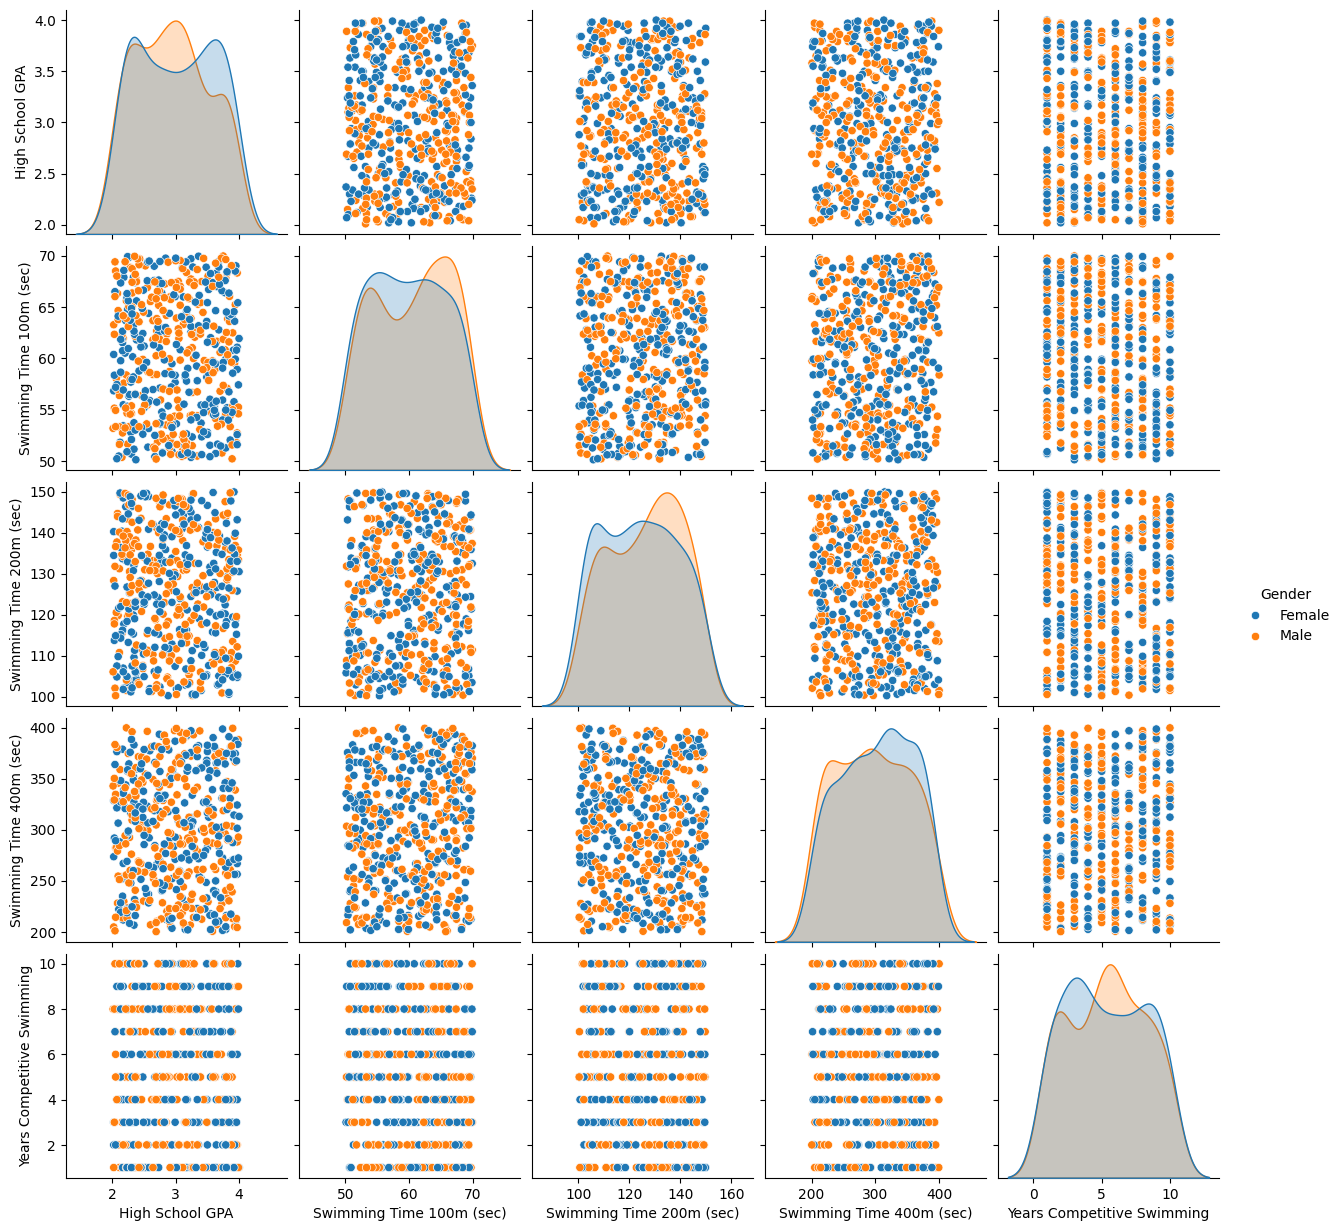 4.0
3.5
3.0
2.5
2.0
High School GPA
70
65
60
55
50
Swimming Time 100m (sec)
150
140
130
120
110
100
Swimming Time 200m (sec)
Gender
Female
Male
400
350
300
250
200
Swimming Time 400m (sec)
10
8
6
4
2
Years Competitive Swimming
2 3 4
High School GPA
50 60 70
Swimming Time 100m (sec)
100 120 140 160
Swimming Time 200m (sec)
200 300 400
Swimming Time 400m (sec)
0 5 10
Years Competitive Swimming